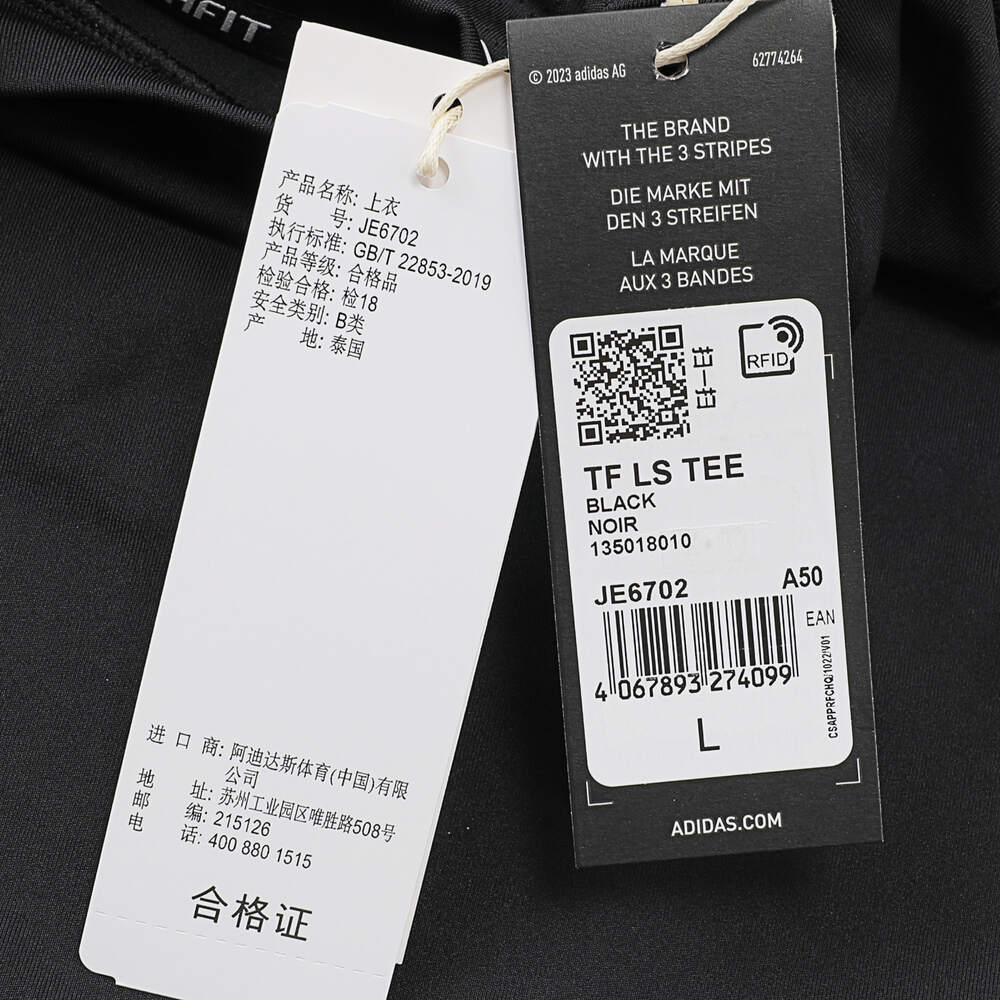 HFIT
产品名称: 上衣
货 号: JE6702
执行标准: GB/T 22853-2019
产品等级: 合格品
检验合格: 检18
安全类别: B类
产 地: 泰国
进 口 商: 阿迪达斯体育(中国)有限
公司
地 址: 苏州工业园区唯胜路508号
邮 编: 215126
电 话: 400 880 1515
合格证
© 2023 adidas AG
62774264
THE BRAND
WITH THE 3 STRIPES
DIE MARKE MIT
DEN 3 STREIFEN
LA MARQUE
AUX 3 BANDES
RFID
TF LS TEE
BLACK
NOIR
135018010
JE6702 A50
EAN
4 067893 274099
CSAPPRFCHQ/1022/V01
L
ADIDAS.COM